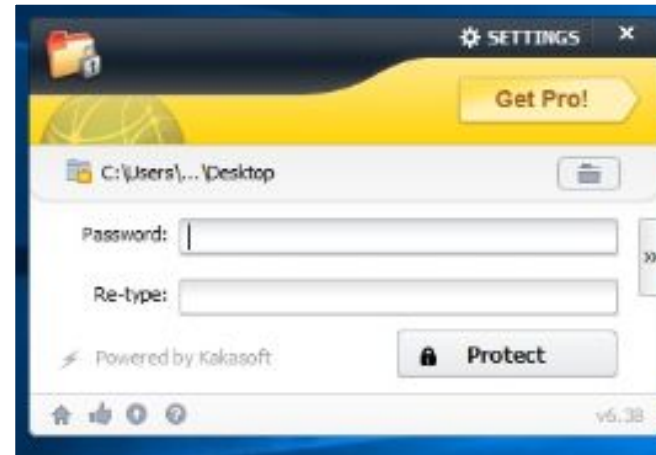 SETTINGS ×
Get Pro!
C:\Users\... \Desktop
Password:
»
Re-type:
Powered by Kakasoft
Protect
v6.38